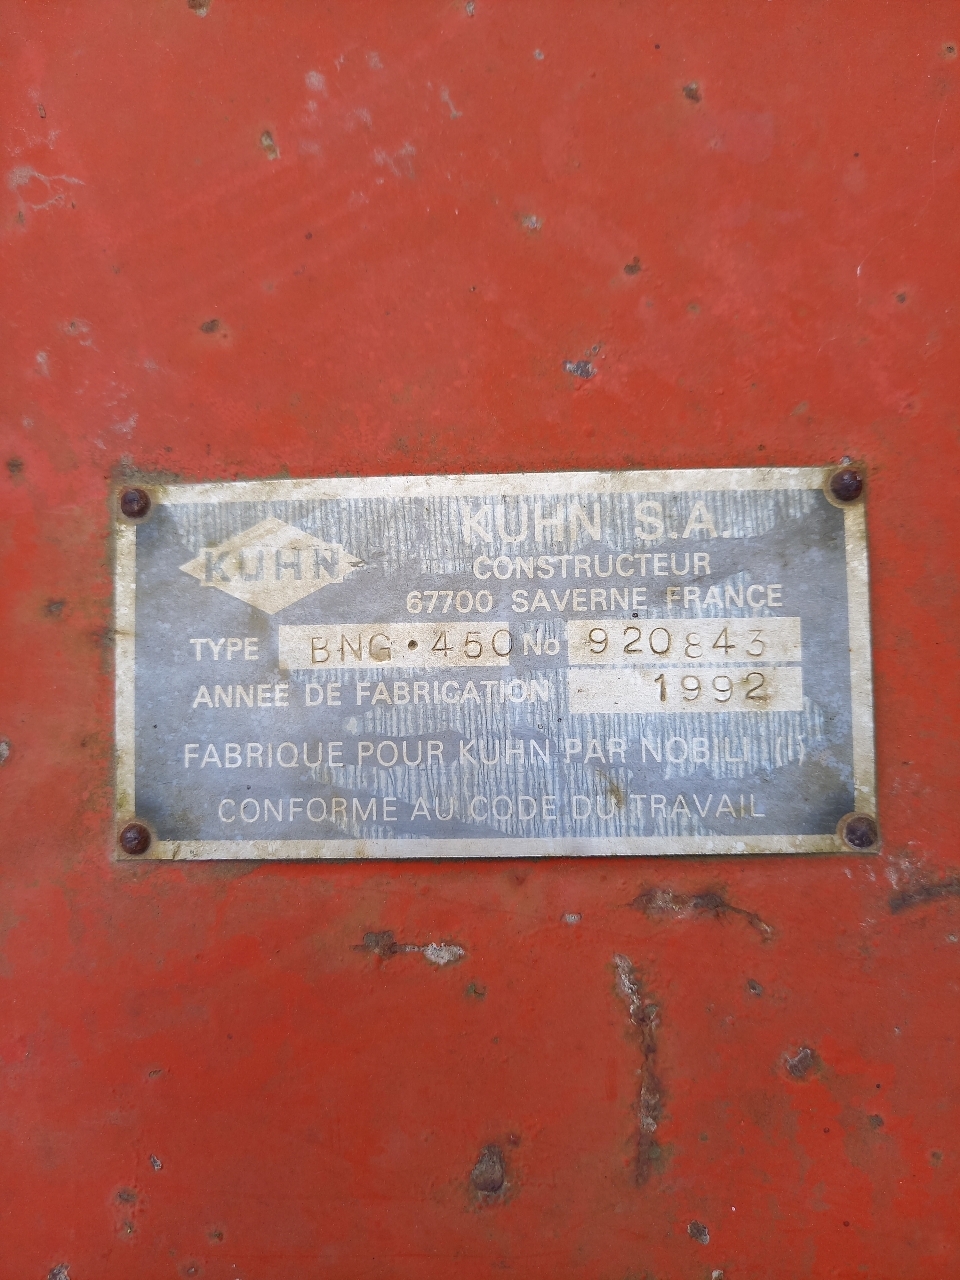 KUHN
KUHN S.A.
CONSTRUCTEUR
67700 SAVERNE FRANCE
TYPE BNG•450 No 920843
ANNEE DE FABRICATION 1992
FABRIQUE POUR KUHN PAR NOBILI (I)
CONFORME AU CODE DU TRAVAIL